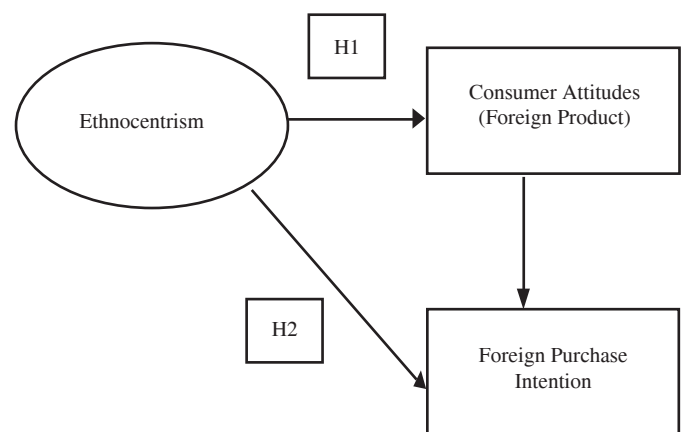 H1
Ethnocentrism
Consumer Attitudes
(Foreign Product)
H2
Foreign Purchase
Intention